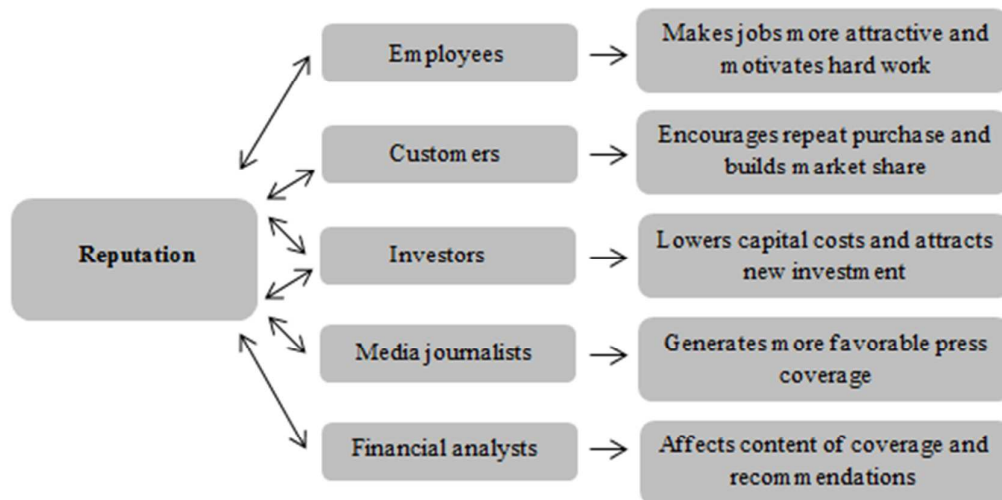 Employees
Makes jobs more attractive and
motivates hard work
Customers
Encourages repeat purchase and
builds market share
Reputation
Investors
Lowers capital costs and attracts
new investment
Media journalists
Generates more favorable press
coverage
Financial analysts
Affects content of coverage and
recommendations